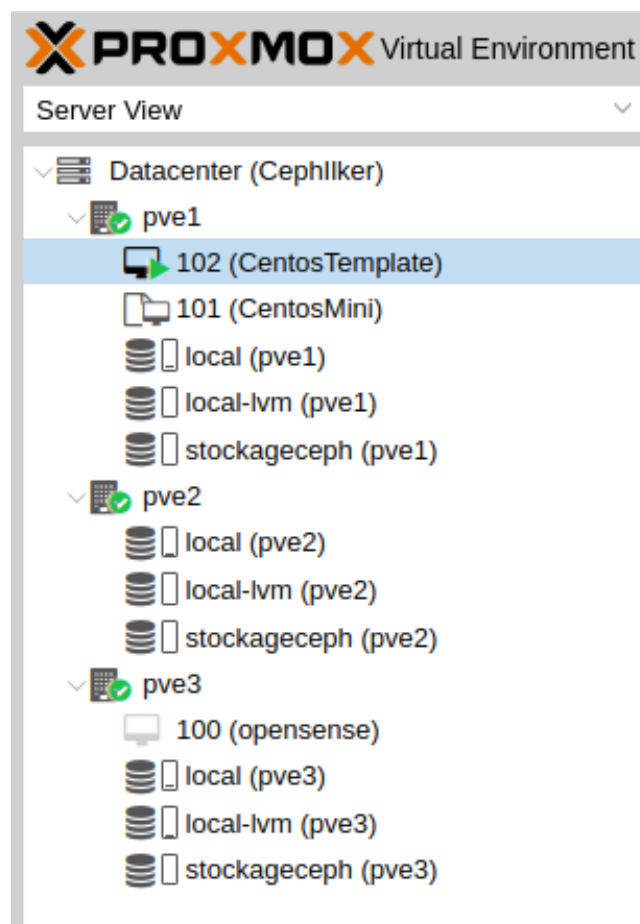 PROXMOX Virtual Environment
Server View
Datacenter (CephIlker)
pve1
102 (CentosTemplate)
101 (CentosMini)
local (pve1)
local-lvm (pve1)
stockageceph (pve1)
pve2
local (pve2)
local-lvm (pve2)
stockageceph (pve2)
pve3
100 (opensense)
local (pve3)
local-lvm (pve3)
stockageceph (pve3)